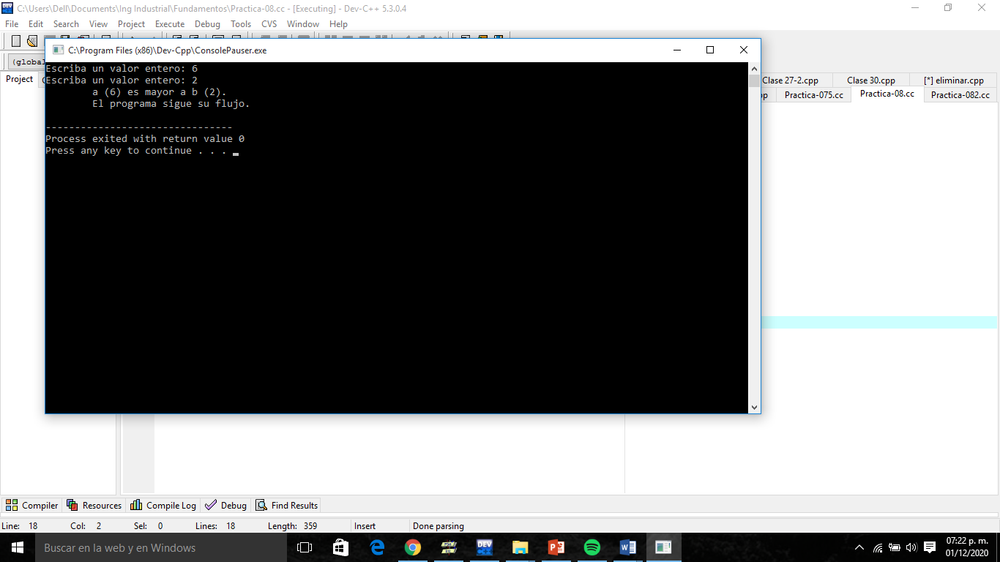 C:\Users\Dell\Documents\Ing Industrial\Fundamentos\Practica-08.cc - [Executing] - Dev-C++ 5.3.0.4
File Edit Search View Project Execute Debug Tools CVS Window Help
C:\Program Files (x86)\Dev-Cpp\ConsolePauser.exe
(global
Project
Clase 27-2.cpp Clase 30.cpp [*] eliminar.cpp
Practica-075.cc Practica-08.cc Practica-082.cc
Escriba un valor entero: 6
Escriba un valor entero: 2
a (6) es mayor a b (2).
El programa sigue su flujo.
--------------------------------
Process exited with return value 0
Press any key to continue . . .
Compiler Resources Compile Log Debug Find Results
Line: 18 Col: 2 Sel: 0 Lines: 18 Length: 359 Insert Done parsing
Buscar en la web y en Windows
07:22 p. m.
01/12/2020